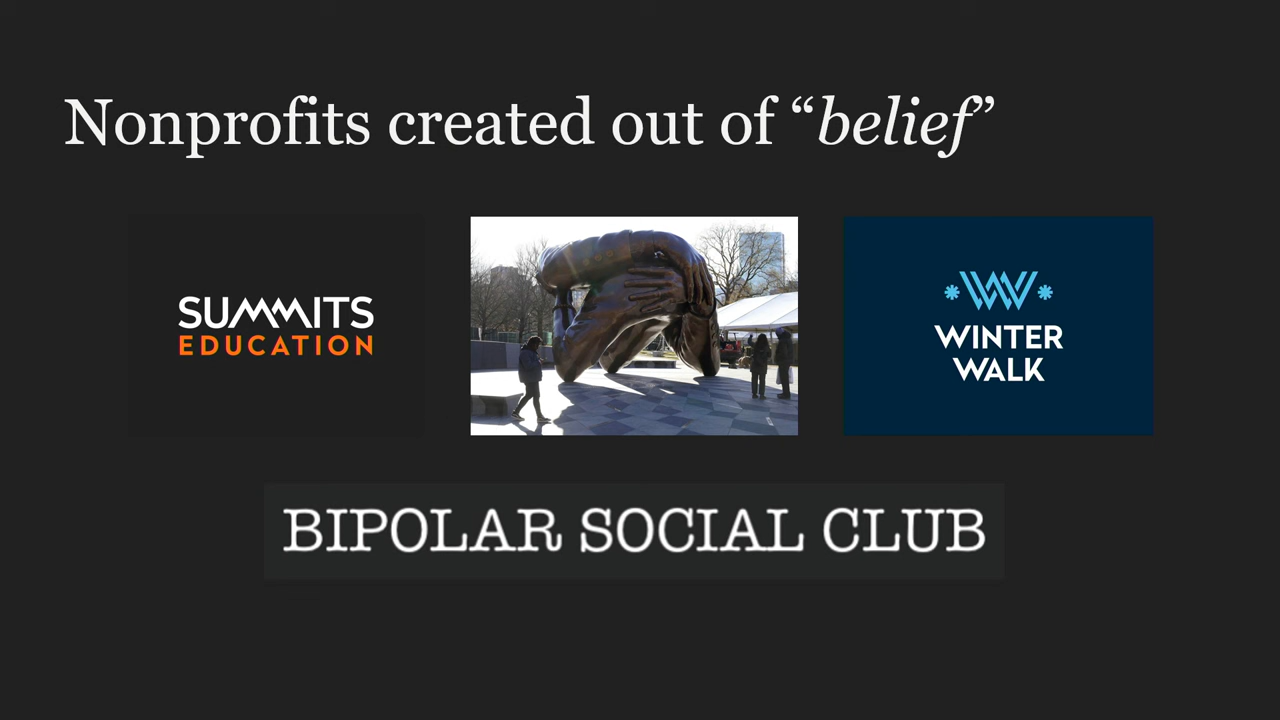 Nonprofits created out of “belief”
SUMMITS
EDUCATION
WINTER
WALK
BIPOLAR SOCIAL CLUB